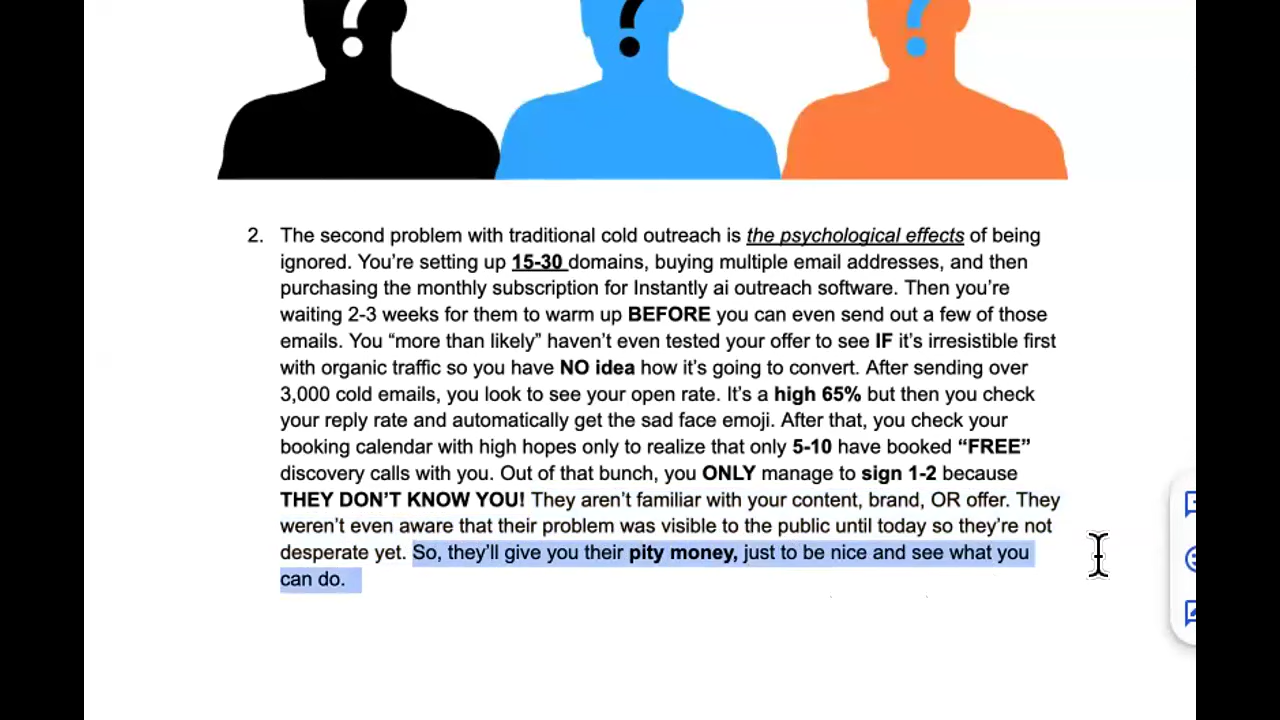 ? ? ?
2. The second problem with traditional cold outreach is the psychological effects of being
ignored. You’re setting up 15-30 domains, buying multiple email addresses, and then
purchasing the monthly subscription for Instantly ai outreach software. Then you’re
waiting 2-3 weeks for them to warm up BEFORE you can even send out a few of those
emails. You “more than likely” haven’t even tested your offer to see IF it’s irresistible first
with organic traffic so you have NO idea how it’s going to convert. After sending over
3,000 cold emails, you look to see your open rate. It’s a high 65% but then you check
your reply rate and automatically get the sad face emoji. After that, you check your
booking calendar with high hopes only to realize that only 5-10 have booked “FREE”
discovery calls with you. Out of that bunch, you ONLY manage to sign 1-2 because
THEY DON’T KNOW YOU! They aren’t familiar with your content, brand, OR offer. They
weren’t even aware that their problem was visible to the public until today so they’re not
desperate yet. So, they’ll give you their pity money, just to be nice and see what you
can do.